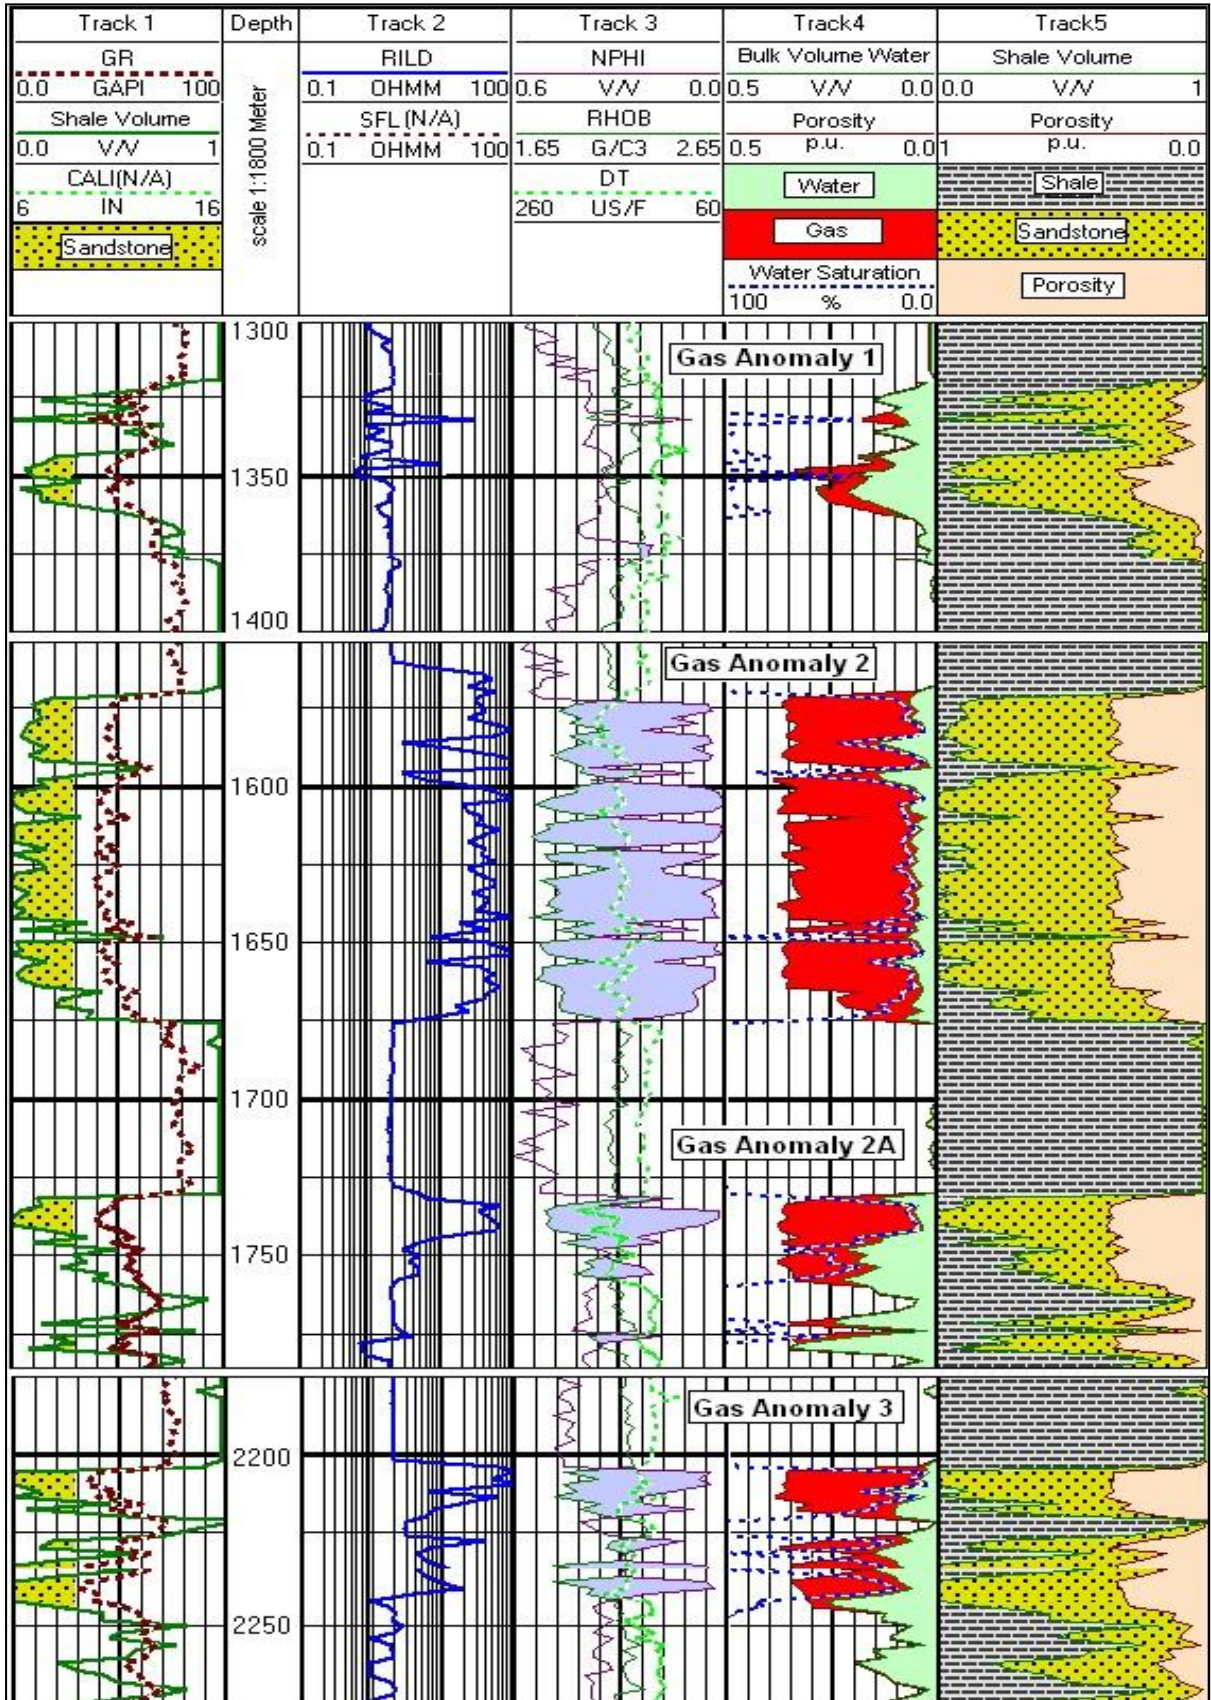 Track 1 Depth Track 2 Track 3 Track4 Track5
GR RILD NPHI Bulk Volume Water Shale Volume
0.0 GAPI 100 0.1 OHMM 100 0.6 V/V 0.0 0.5 V/V 0.0 0.0 V/V 1
Shale Volume SFL(N/A) RHOB Porosity Porosity
0.0 V/V 1 0.1 OHMM 100 1.65 G/C3 2.65 0.5 p.u. 0.0 1 p.u. 0.0
scale 1:1800 Meter
CALI(N/A) DT Water Shale
6 IN 16 260 US/F 60
Sandstone Gas Sandstone
Water Saturation Porosity
100 % 0.0
1300
Gas Anomaly 1
1350
1400
Gas Anomaly 2
1600
1650
1700
Gas Anomaly 2A
1750
Gas Anomaly 3
2200
2250